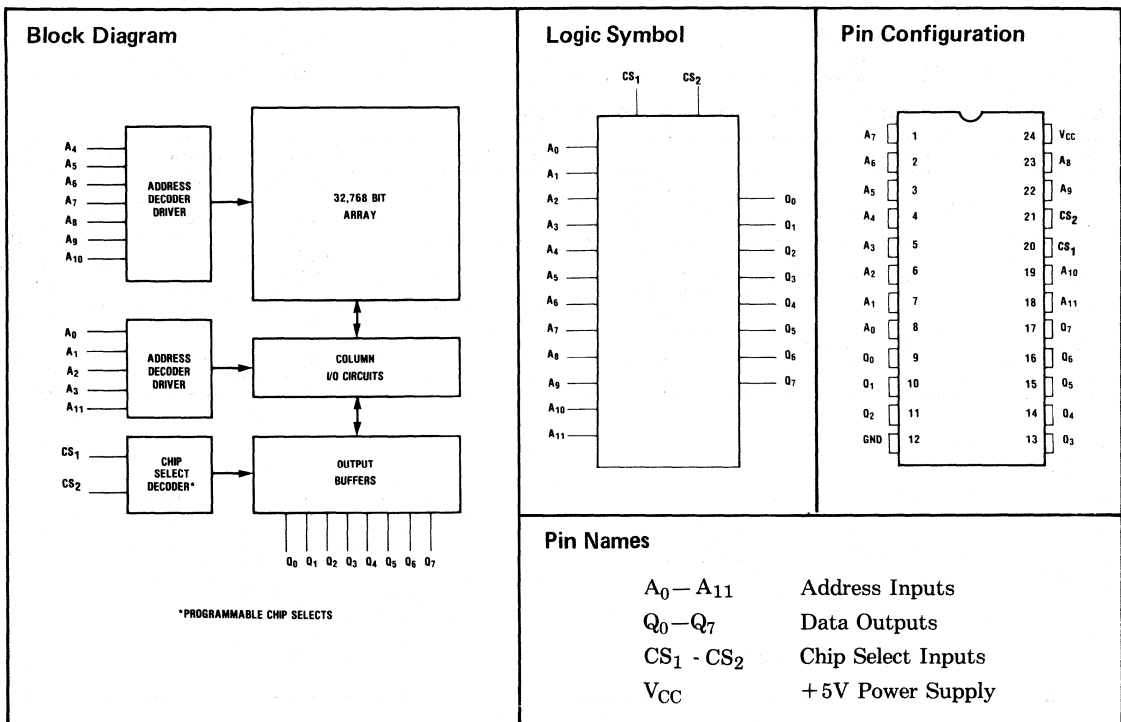 Block Diagram
A4
A5
A6
A7
A8
A9
A10
ADDRESS
DECODER
DRIVER
32,768 BIT
ARRAY
A0
A1
A2
A3
A11
ADDRESS
DECODER
DRIVER
COLUMN
I/O CIRCUITS
CS1
CS2
CHIP
SELECT
DECODER*
OUTPUT
BUFFERS
Q0 Q1 Q2 Q3 Q4 Q5 Q6 Q7
*PROGRAMMABLE CHIP SELECTS
Logic Symbol
CS1 CS2
A0
A1
A2
A3
A4
A5
A6
A7
A8
A9
A10
A11
Q0
Q1
Q2
Q3
Q4
Q5
Q6
Q7
Pin Configuration
A7 1 24 VCC
A6 2 23 A8
A5 3 22 A9
A4 4 21 CS2
A3 5 20 CS1
A2 6 19 A10
A1 7 18 A11
A0 8 17 Q7
Q0 9 16 Q6
Q1 10 15 Q5
Q2 11 14 Q4
GND 12 13 Q3
Pin Names
A0—A11 Address Inputs
Q0—Q7 Data Outputs
CS1 - CS2 Chip Select Inputs
VCC +5V Power Supply